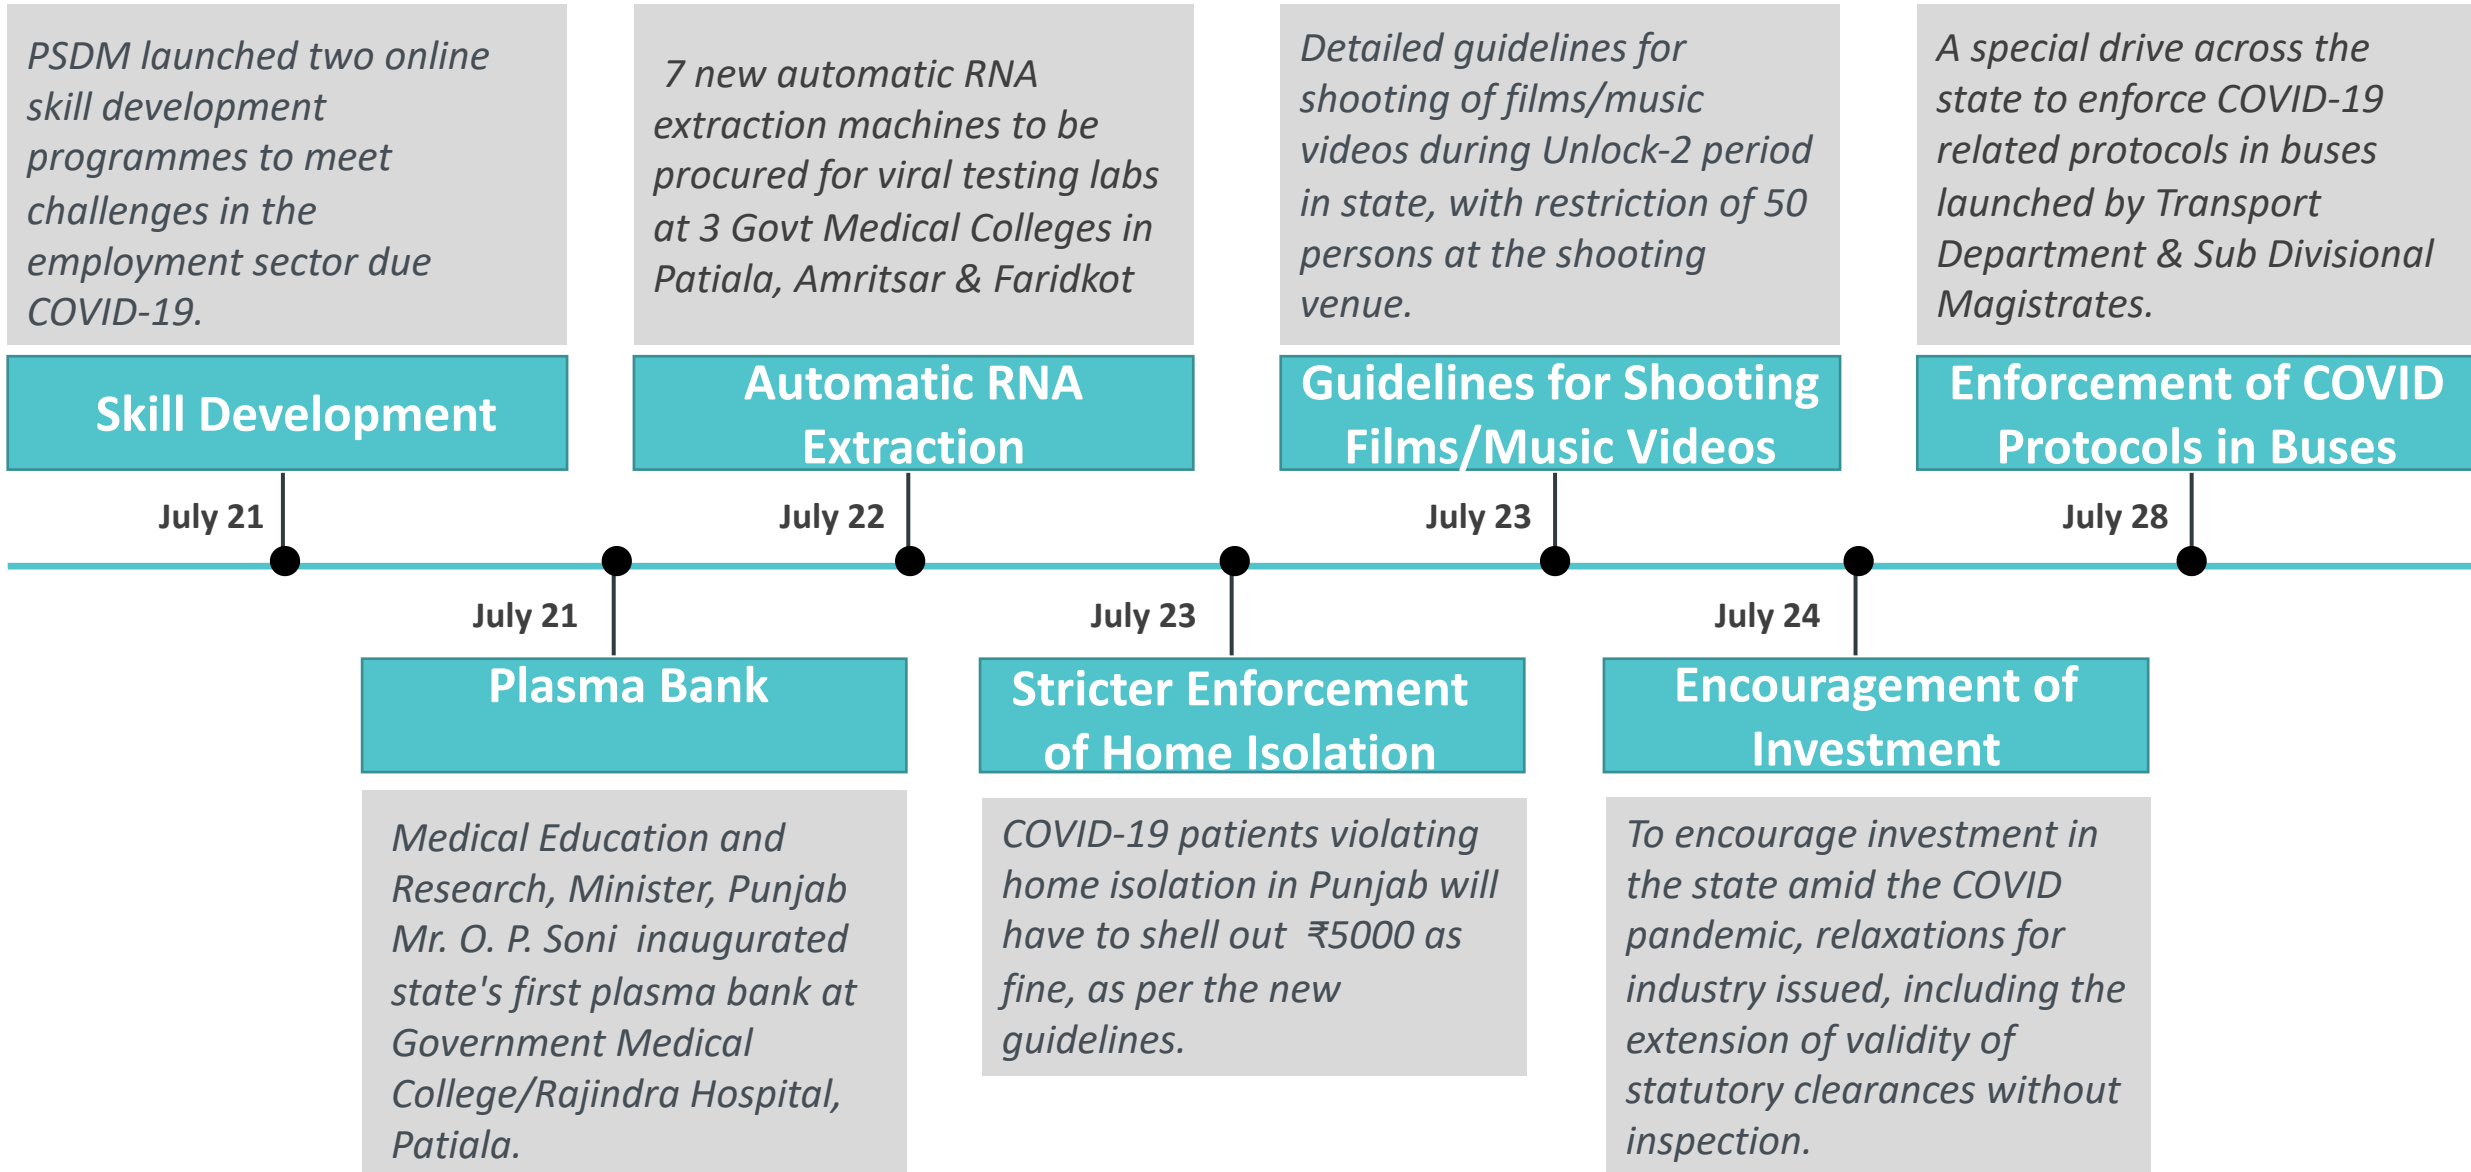 PSDM launched two online
skill development
programmes to meet
challenges in the
employment sector due
COVID-19.
Skill Development
July 21
7 new automatic RNA
extraction machines to be
procured for viral testing labs
at 3 Govt Medical Colleges in
Patiala, Amritsar & Faridkot
Automatic RNA
Extraction
July 22
Detailed guidelines for
shooting of films/music
videos during Unlock-2 period
in state, with restriction of 50
persons at the shooting
venue.
Guidelines for Shooting
Films/Music Videos
July 23
A special drive across the
state to enforce COVID-19
related protocols in buses
launched by Transport
Department & Sub Divisional
Magistrates.
Enforcement of COVID
Protocols in Buses
July 28
July 21
Plasma Bank
Medical Education and
Research, Minister, Punjab
Mr. O. P. Soni inaugurated
state's first plasma bank at
Government Medical
College/Rajindra Hospital,
Patiala.
July 23
Stricter Enforcement
of Home Isolation
COVID-19 patients violating
home isolation in Punjab will
have to shell out ₹5000 as
fine, as per the new
guidelines.
July 24
Encouragement of
Investment
To encourage investment in
the state amid the COVID
pandemic, relaxations for
industry issued, including the
extension of validity of
statutory clearances without
inspection.